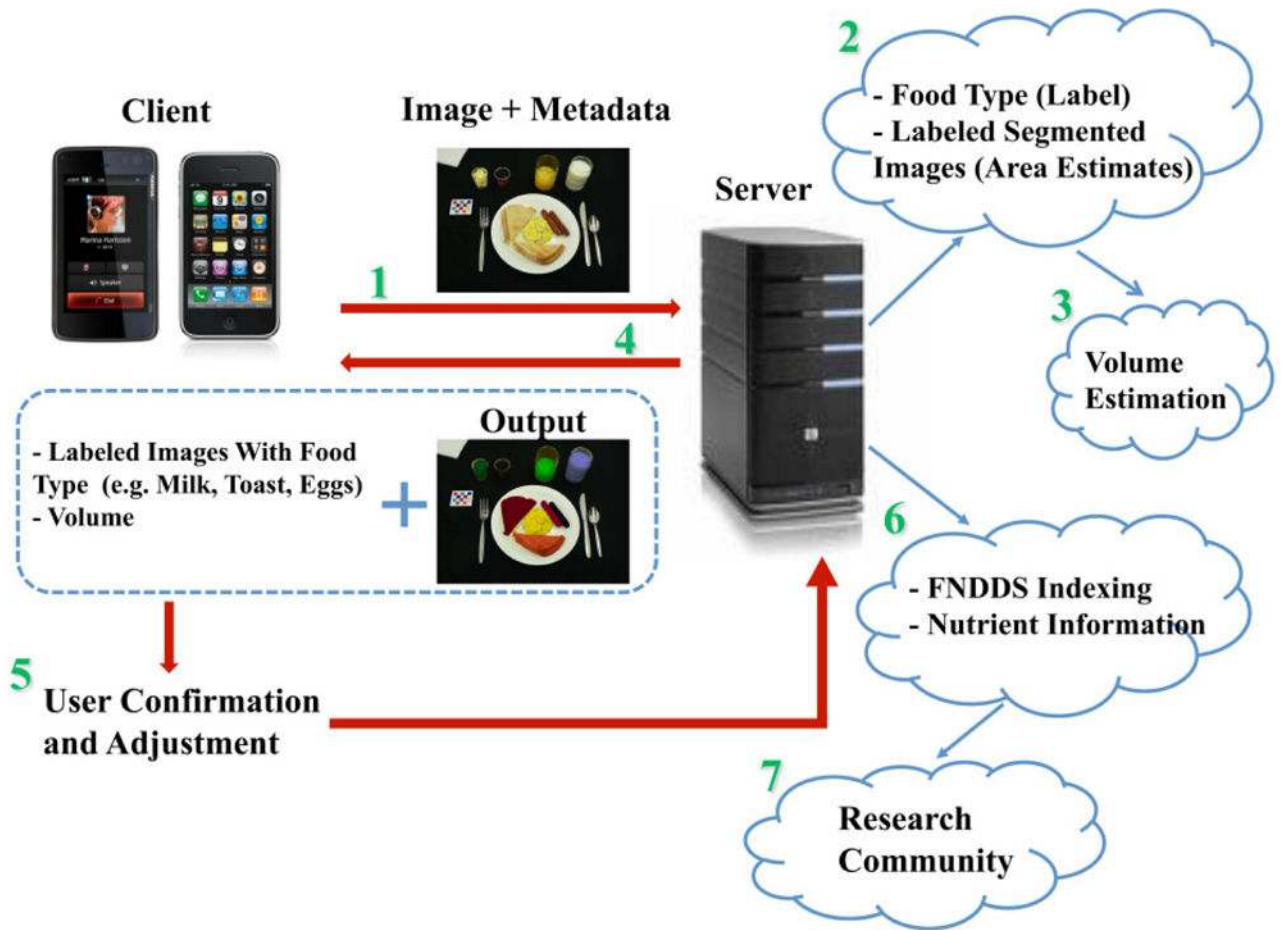 Client
Image + Metadata
1
4
Server
2
- Food Type (Label)
- Labeled Segmented
Images (Area Estimates)
3
Volume
Estimation
- Labeled Images With Food
Type (e.g. Milk, Toast, Eggs)
- Volume
+
Output
5
User Confirmation
and Adjustment
6
- FNDDS Indexing
- Nutrient Information
7
Research
Community